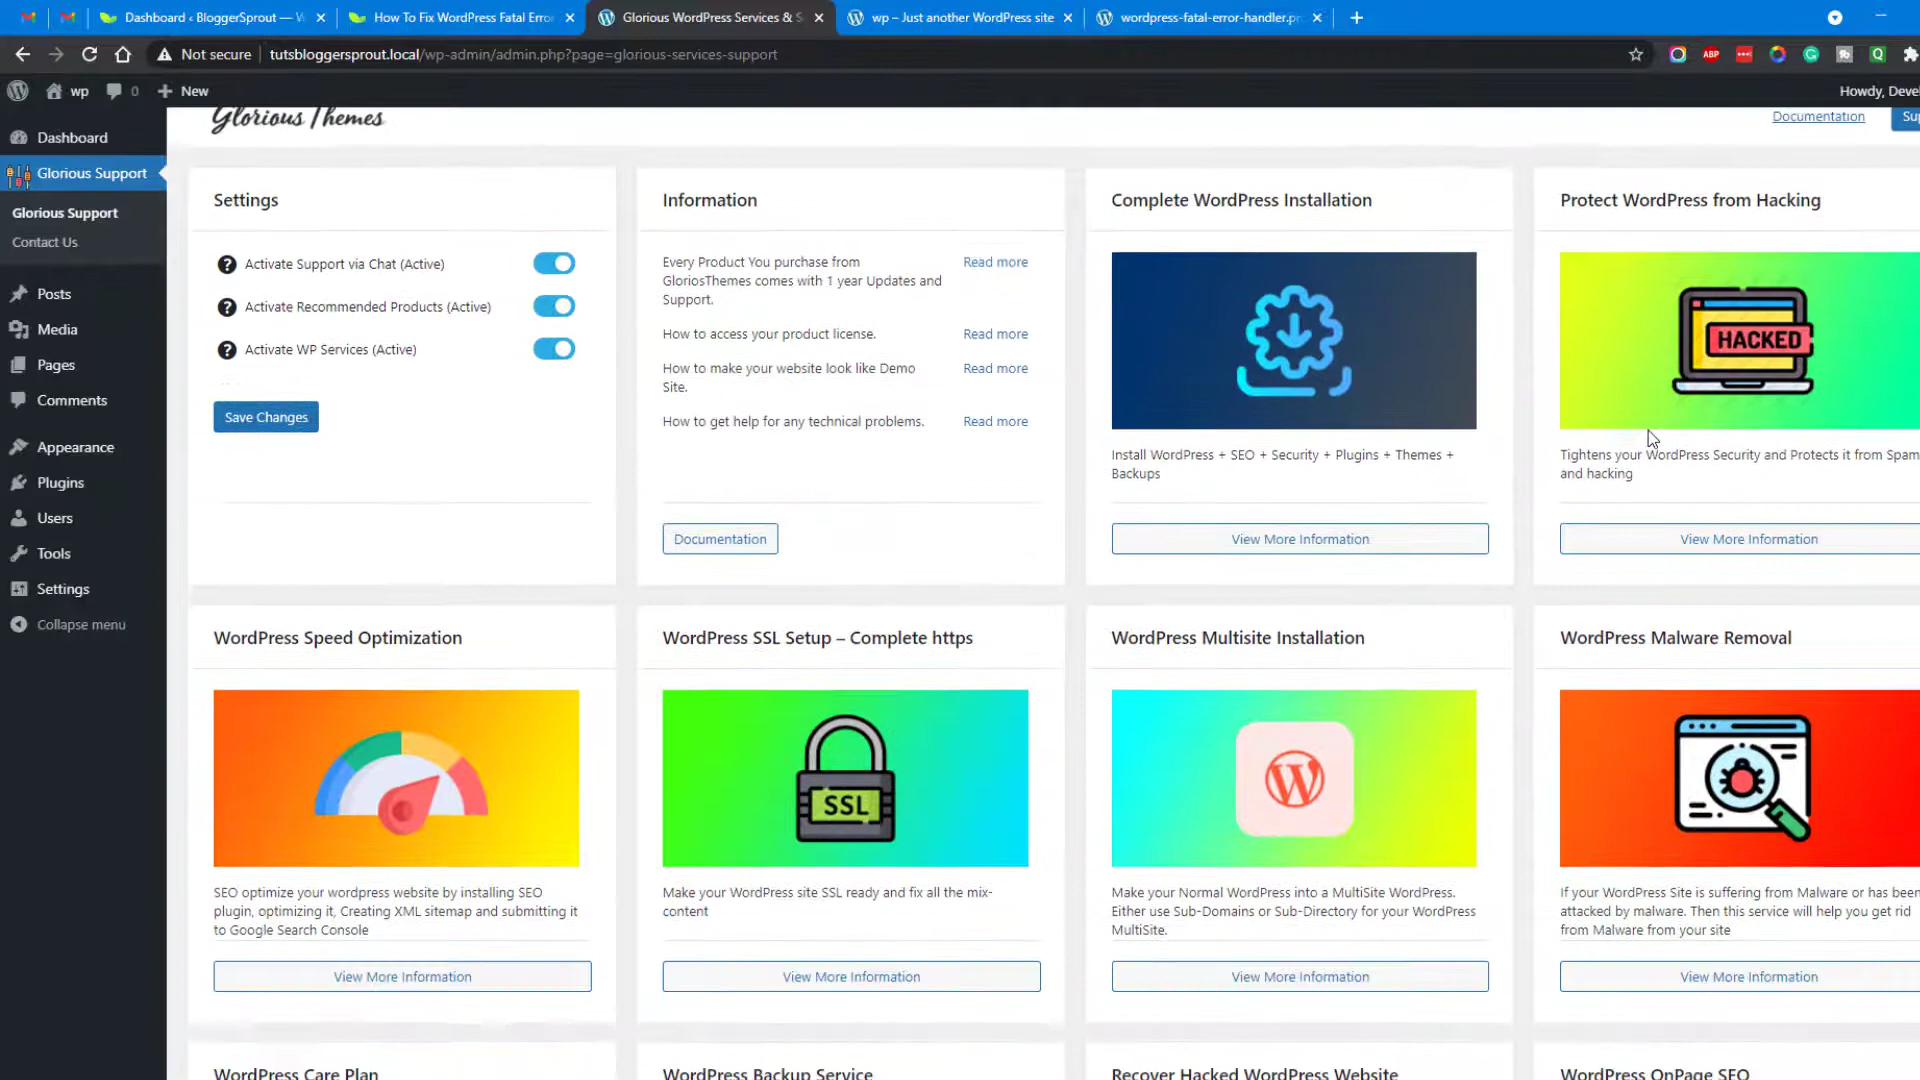 Dashboard ‹ BloggerSprout — W
How To Fix WordPress Fatal Erro
Glorious WordPress Services & S
wp – Just another WordPress site
wordpress-fatal-error-handler.p
Not secure
tutsbloggersprout.local/wp-admin/admin.php?page=glorious-services-support
ABP
wp
0
New
Howdy, Deve
Glorious Themes
Documentation
Su
Dashboard
Glorious Support
Glorious Support
Contact Us
Posts
Media
Pages
Comments
Appearance
Plugins
Users
Tools
Settings
Collapse menu
Settings
Activate Support via Chat (Active)
Activate Recommended Products (Active)
Activate WP Services (Active)
Save Changes
Information
Every Product You purchase from
GloriosThemes comes with 1 year Updates and
Support.
Read more
How to access your product license.
Read more
How to make your website look like Demo
Site.
Read more
How to get help for any technical problems.
Read more
Documentation
Complete WordPress Installation
Install WordPress + SEO + Security + Plugins + Themes +
Backups
View More Information
Protect WordPress from Hacking
HACKED
Tightens your WordPress Security and Protects it from Spam
and hacking
View More Information
WordPress Speed Optimization
SEO optimize your wordpress website by installing SEO
plugin, optimizing it, Creating XML sitemap and submitting it
to Google Search Console
View More Information
WordPress SSL Setup – Complete https
SSL
Make your WordPress site SSL ready and fix all the mix-
content
View More Information
WordPress Multisite Installation
Make your Normal WordPress into a MultiSite WordPress.
Either use Sub-Domains or Sub-Directory for your WordPress
MultiSite.
View More Information
WordPress Malware Removal
If your WordPress Site is suffering from Malware or has been
attacked by malware. Then this service will help you get rid
from Malware from your site
View More Information
WordPress Care Plan
WordPress Backup Service
Recover Hacked WordPress Website
WordPress OnPage SEO